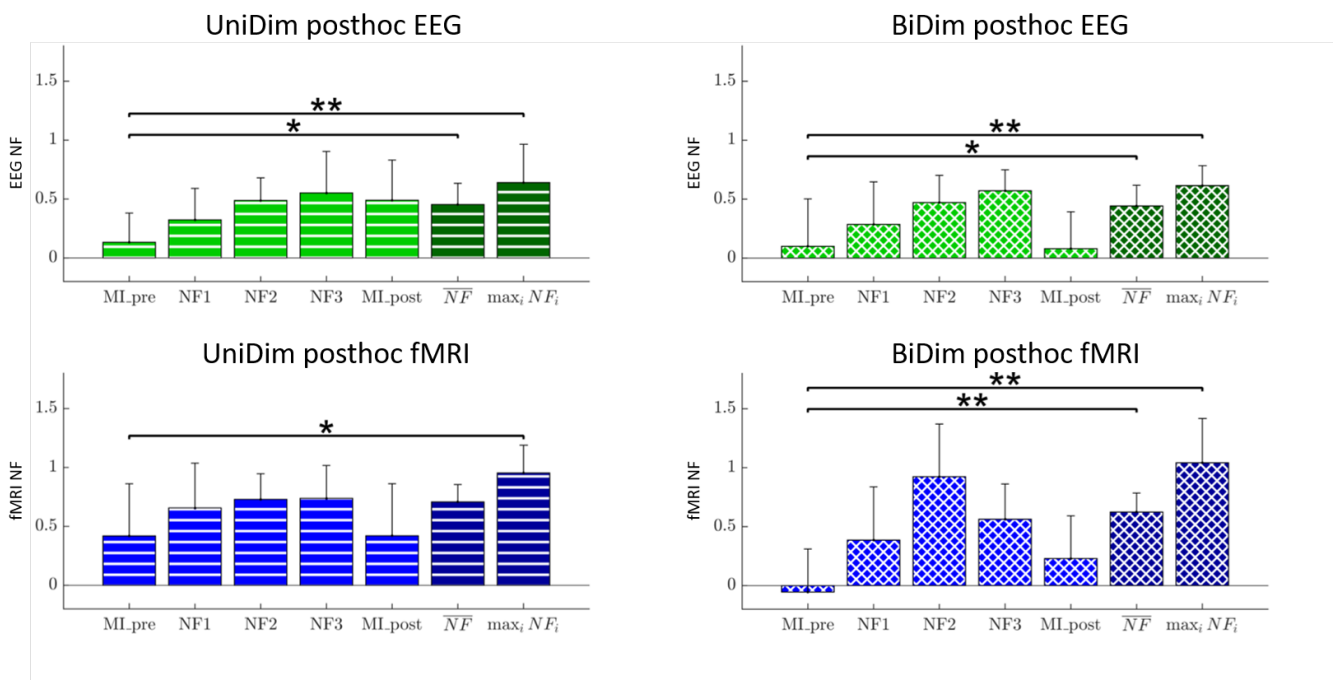 UniDim posthoc EEG
EEG NF
1.5
1
0.5
0
**
*
MI_pre NF1 NF2 NF3 MI_post \overline{NF} max_i NF_i
BiDim posthoc EEG
EEG NF
1.5
1
0.5
0
**
*
MI_pre NF1 NF2 NF3 MI_post \overline{NF} max_i NF_i
UniDim posthoc fMRI
fMRI NF
1.5
1
0.5
0
*
MI_pre NF1 NF2 NF3 MI_post \overline{NF} max_i NF_i
BiDim posthoc fMRI
fMRI NF
1.5
1
0.5
0
**
**
MI_pre NF1 NF2 NF3 MI_post \overline{NF} max_i NF_i